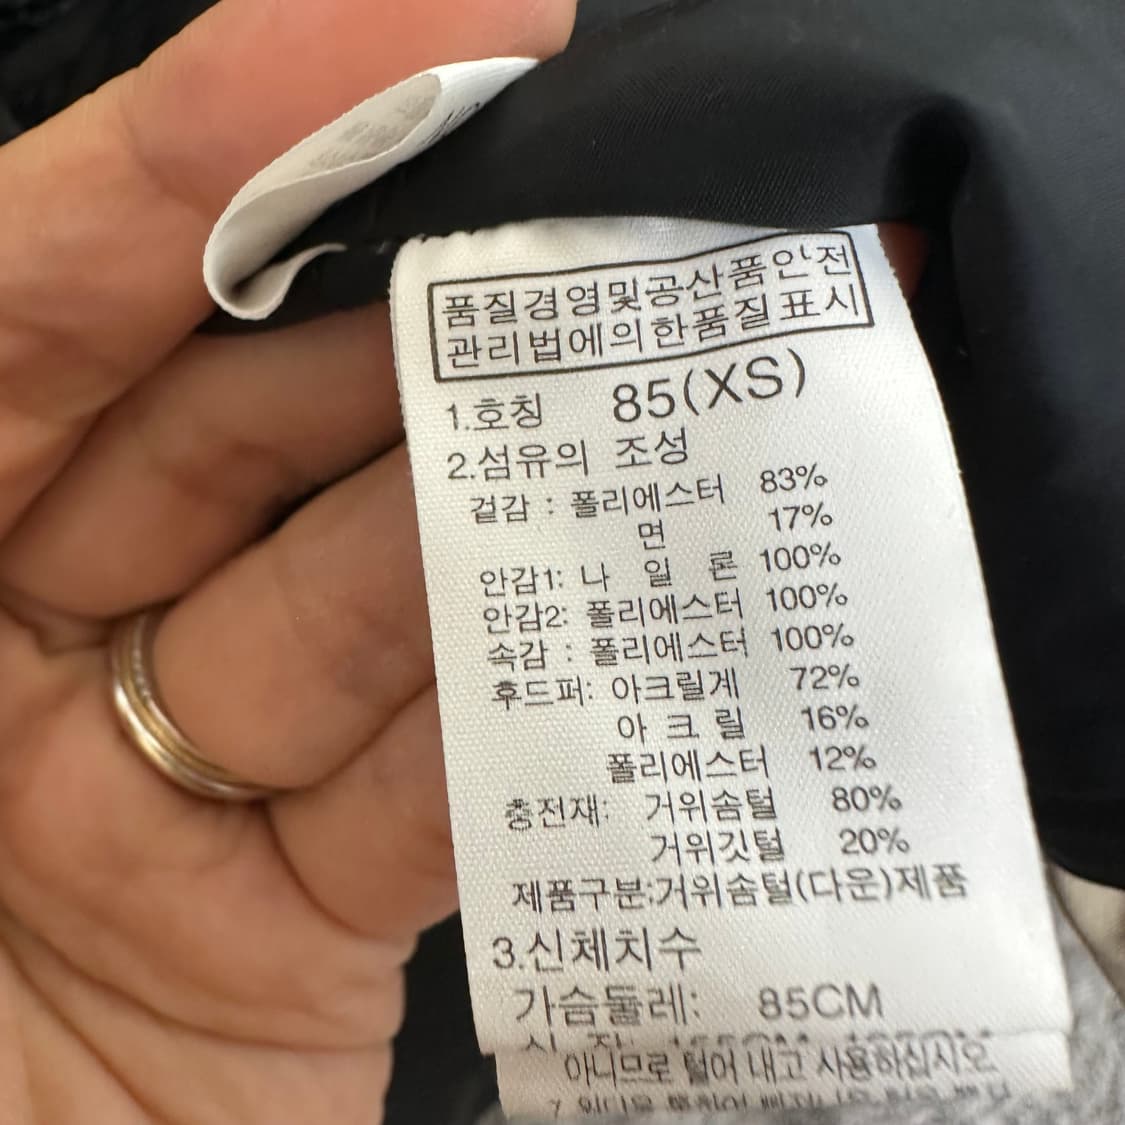 품질경영및공산품안전
관리법에의한품질표시
1.호칭 85(XS)
2.섬유의 조성
겉감 : 폴리에스터 83%
면 17%
안감1: 나 일 론 100%
안감2: 폴리에스터 100%
속감 : 폴리에스터 100%
후드퍼: 아크릴계 72%
아 크 릴 16%
폴리에스터 12%
충전재: 거위솜털 80%
거위깃털 20%
제품구분:거위솜털(다운)제품
3.신체치수
가슴둘레: 85CM
아니므로 털어 내고 사용하십시오